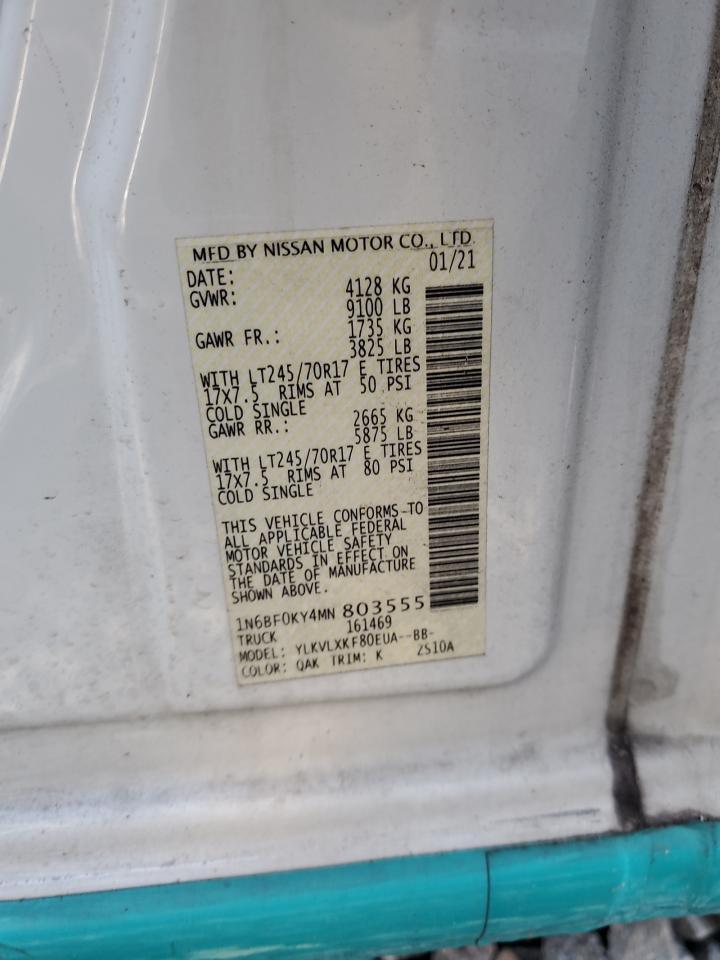 MFD BY NISSAN MOTOR CO., LTD.
DATE: 01/21
GVWR: 4128 KG
9100 LB
GAWR FR.: 1735 KG
3825 LB
WITH LT245/70R17 E TIRES
17X7.5 RIMS AT 50 PSI
COLD SINGLE
GAWR RR.: 2665 KG
5875 LB
WITH LT245/70R17 E TIRES
17X7.5 RIMS AT 80 PSI
COLD SINGLE
THIS VEHICLE CONFORMS TO
ALL APPLICABLE FEDERAL
MOTOR VEHICLE SAFETY
STANDARDS IN EFFECT ON
THE DATE OF MANUFACTURE
SHOWN ABOVE.
1N6BF0KY4MN 803555
TRUCK 161469
MODEL: YLKVLXKF80EUA--BB-
COLOR: QAK TRIM: K ZS10A